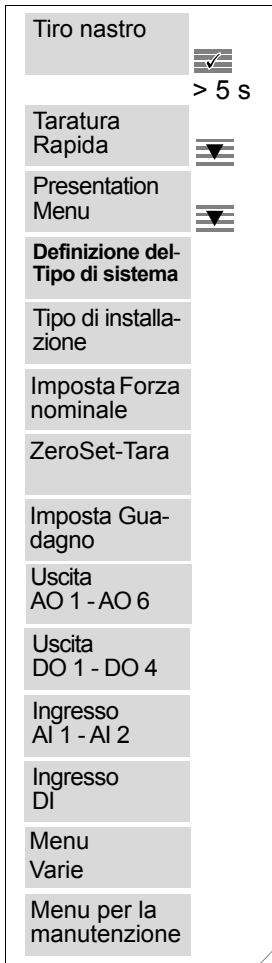 Tiro nastro
> 5 s
Taratura
Rapida
Presentation
Menu
Definizione del-
Tipo di sistema
Tipo di installa-
zione
Imposta Forza
nominale
ZeroSet-Tara
Imposta Gua-
dagno
Uscita
AO 1 - AO 6
Uscita
DO 1 - DO 4
Ingresso
AI 1 - AI 2
Ingresso
DI
Menu
Varie
Menu per la
manutenzione